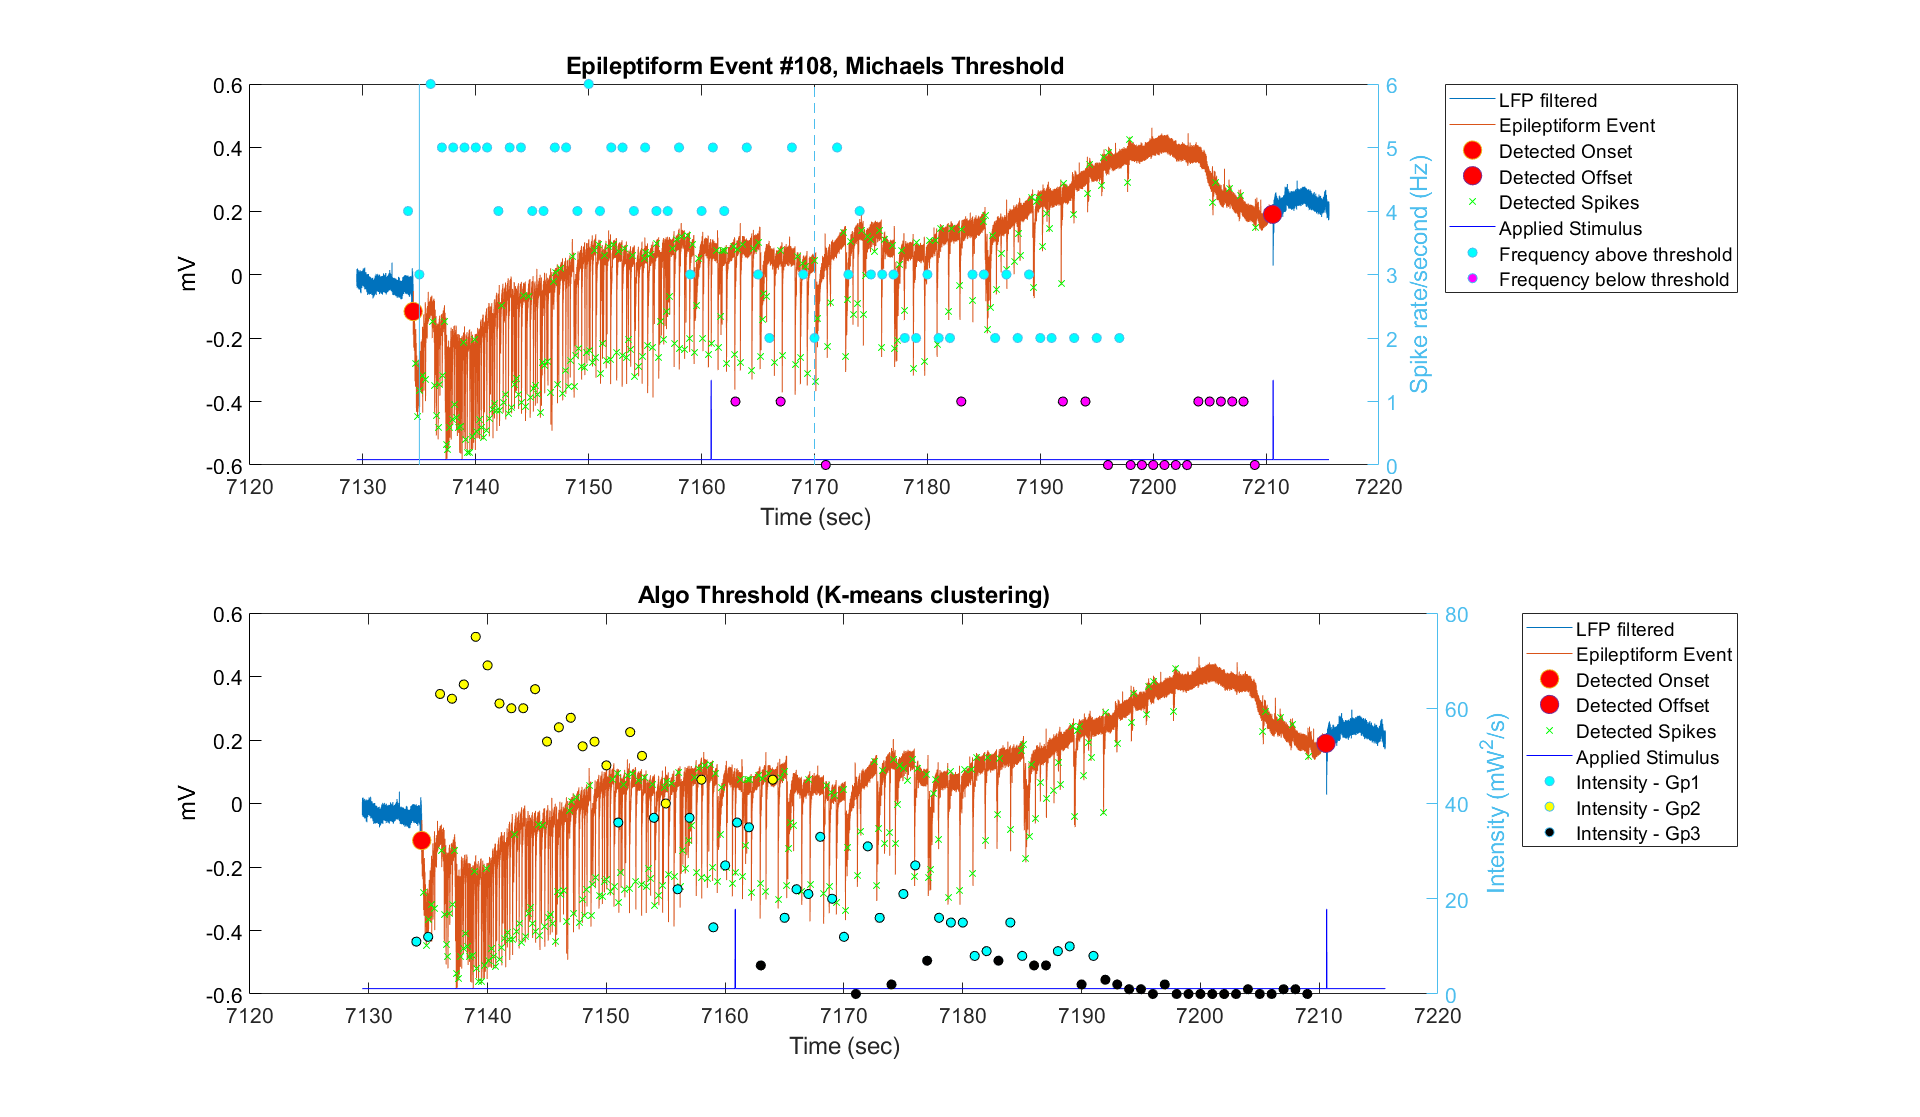 Epileptiform Event #108, Michaels Threshold
0.6
0.4
0.2
0
-0.2
-0.4
-0.6
mV
7120
7130
7140
7150
7160
7170
7180
7190
7200
7210
7220
Time (sec)
6
5
4
3
2
1
0
Spike rate/second (Hz)
LFP filtered
Epileptiform Event
Detected Onset
Detected Offset
Detected Spikes
Applied Stimulus
Frequency above threshold
Frequency below threshold
Algo Threshold (K-means clustering)
0.6
0.4
0.2
0
-0.2
-0.4
-0.6
mV
7120
7130
7140
7150
7160
7170
7180
7190
7200
7210
7220
Time (sec)
80
60
40
20
0
Intensity (mW²/s)
LFP filtered
Epileptiform Event
Detected Onset
Detected Offset
Detected Spikes
Applied Stimulus
Intensity - Gp1
Intensity - Gp2
Intensity - Gp3